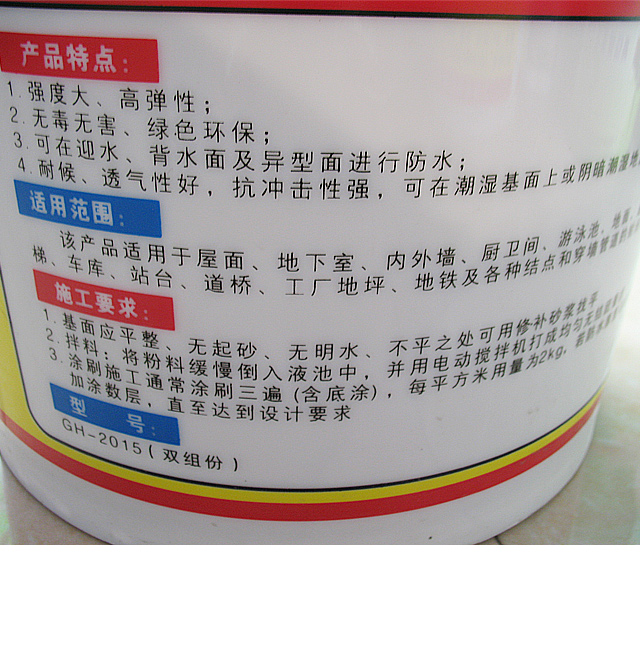 产品特点：
1.强度大、高弹性；
2.无毒无害、绿色环保；
3.可在迎水、背水面及异型面进行防水；
4.耐候、透气性好，抗冲击性强，可在潮湿基面上或阴暗潮湿地
适用范围：
该产品适用于屋面、地下室、内外墙、厨卫间、游泳池、地面、
梯、车库、站台、道桥、工厂地坪、地铁及各种结点和穿墙管道的
施工要求：
1.基面应平整、无起砂、无明水、不平之处可用修补砂浆找平
2.拌料：将粉料缓慢倒入液池中，并用电动搅拌机打成均匀无
3.涂刷施工通常涂刷三遍(含底涂)，每平方米用量为2kg，若
加涂数层，直至达到设计要求
型 号：
GH-2015(双组份)